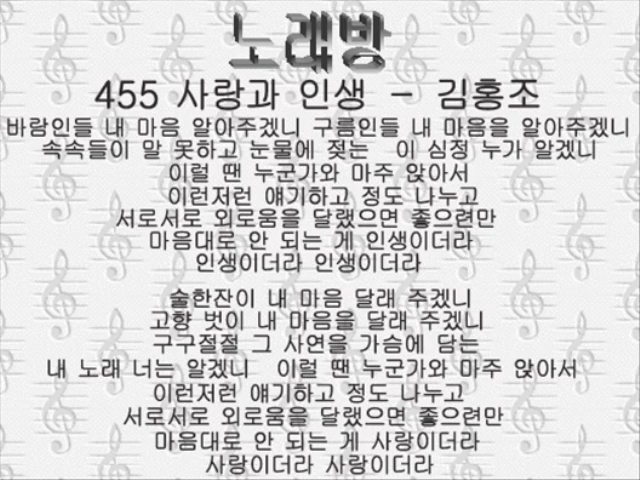 노래방
455 사랑과 인생 - 김홍조
바람인들 내 마음 알아주겠니 구름인들 내 마음을 알아주겠니
속속들이 말 못하고 눈물에 젖는 이 심정 누가 알겠니
이럴 땐 누군가와 마주 앉아서
이런저런 얘기하고 정도 나누고
서로서로 외로움을 달랬으면 좋으련만
마음대로 안 되는 게 인생이더라
인생이더라 인생이더라
술한잔이 내 마음 달래 주겠니
고향 벗이 내 마음을 달래 주겠니
구구절절 그 사연을 가슴에 담는
내 노래 너는 알겠니 이럴 땐 누군가와 마주 앉아서
이런저런 얘기하고 정도 나누고
서로서로 외로움을 달랬으면 좋으련만
마음대로 안 되는 게 사랑이더라
사랑이더라 사랑이더라